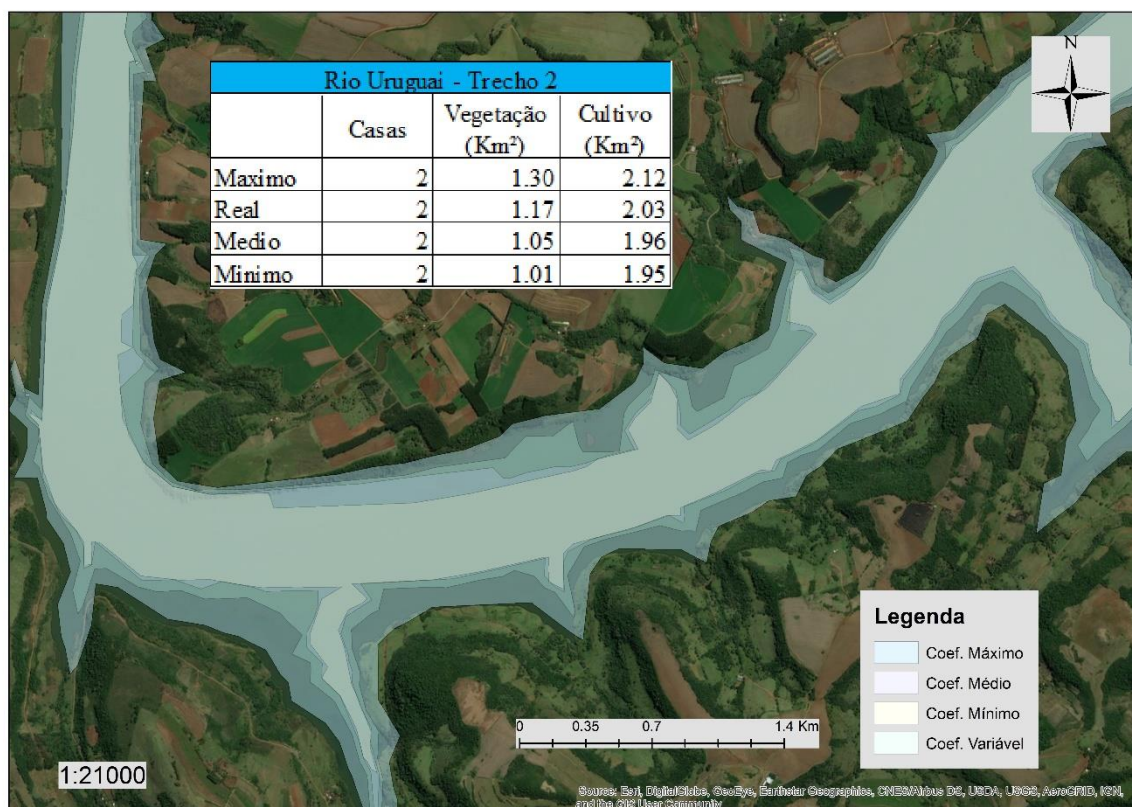 N
Rio Uruguai - Trecho 2
Casas Vegetação (Km²) Cultivo (Km²)
Maximo 2 1.30 2.12
Real 2 1.17 2.03
Medio 2 1.05 1.96
Minimo 2 1.01 1.95
Legenda
Coef. Máximo
Coef. Médio
Coef. Mínimo
Coef. Variável
0 0.35 0.7 1.4 Km
1:21000
Source: Esri, DigitalGlobe, GeoEye, Earthstar Geographics, CNES/Airbus DS, USDA, USGS, AeroGRID, IGN,
and the GIS User Community